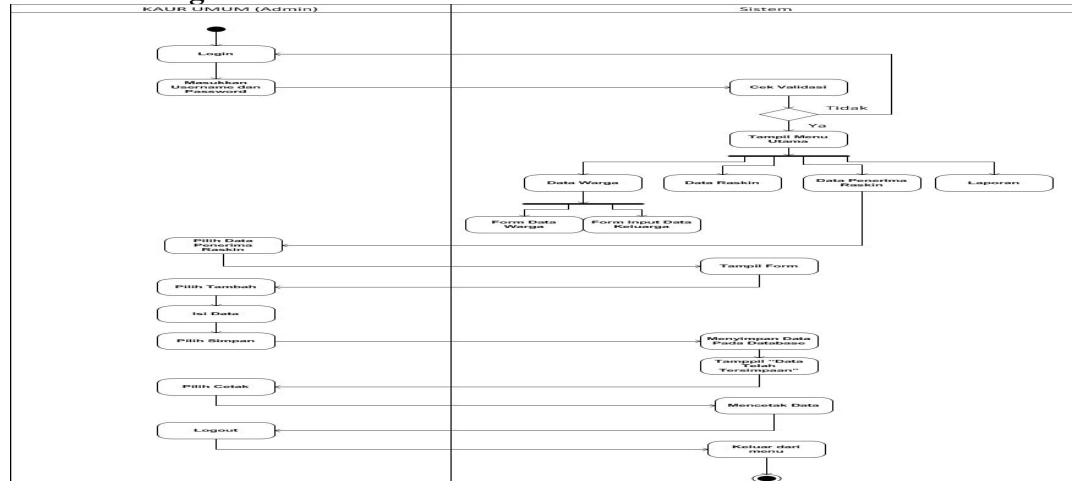 KAUR UMUM (Admin)
Sistem
Login
Masukkan
Username dan
Password
Cek Validasi
Tidak
Ya
Tampil Menu
Utama
Data Warga
Data Raskin
Data Penerima
Raskin
Laporan
Form Data
Warga
Form Input Data
Keluarga
Pilih Data
Penerima
Raskin
Tampil Form
Pilih Tambah
Isi Data
Pilih Simpan
Menyimpan Data
Pada Database
Tamppil "Data
Telah
Tersimpaan"
Pilih Cetak
Mencetak Data
Logout
Keluar dari
menu